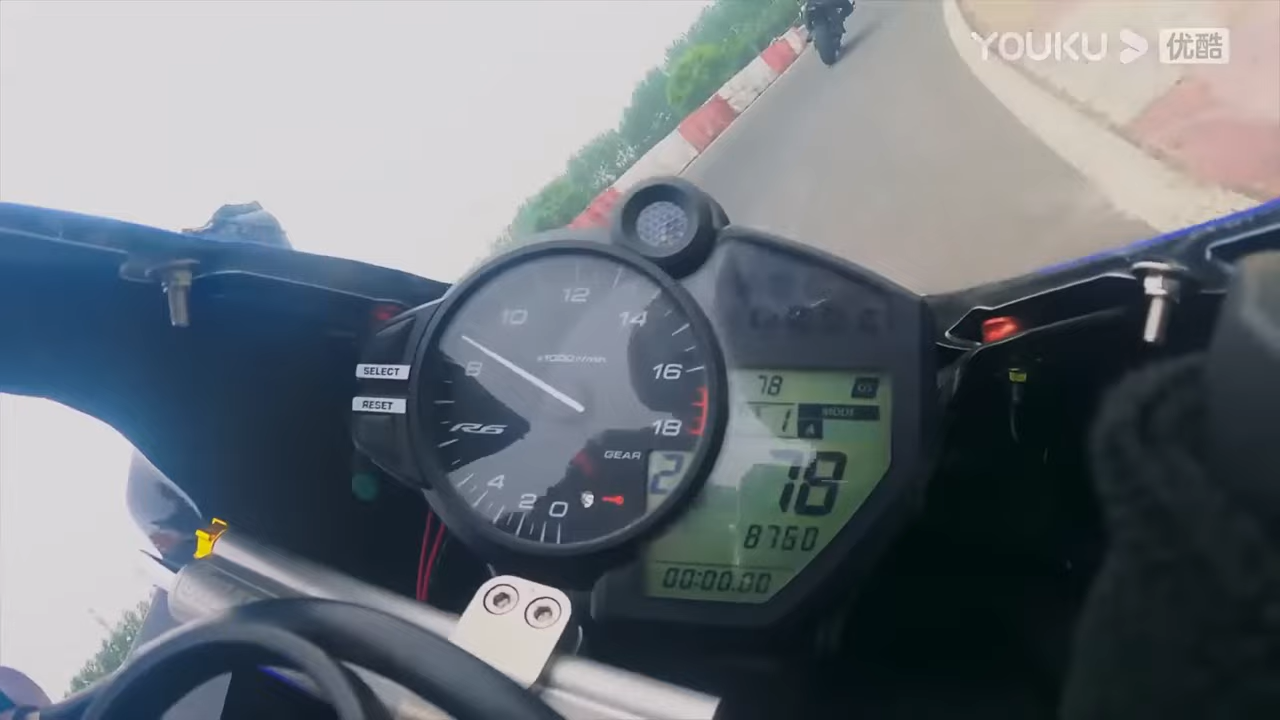 YOUKU 优酷
12
10
14
x1000 r/min
8
16
SELECT
RESET
R6
18
GEAR
4
2
0
2
78
1
MODE
A
78
8760
00:00.00